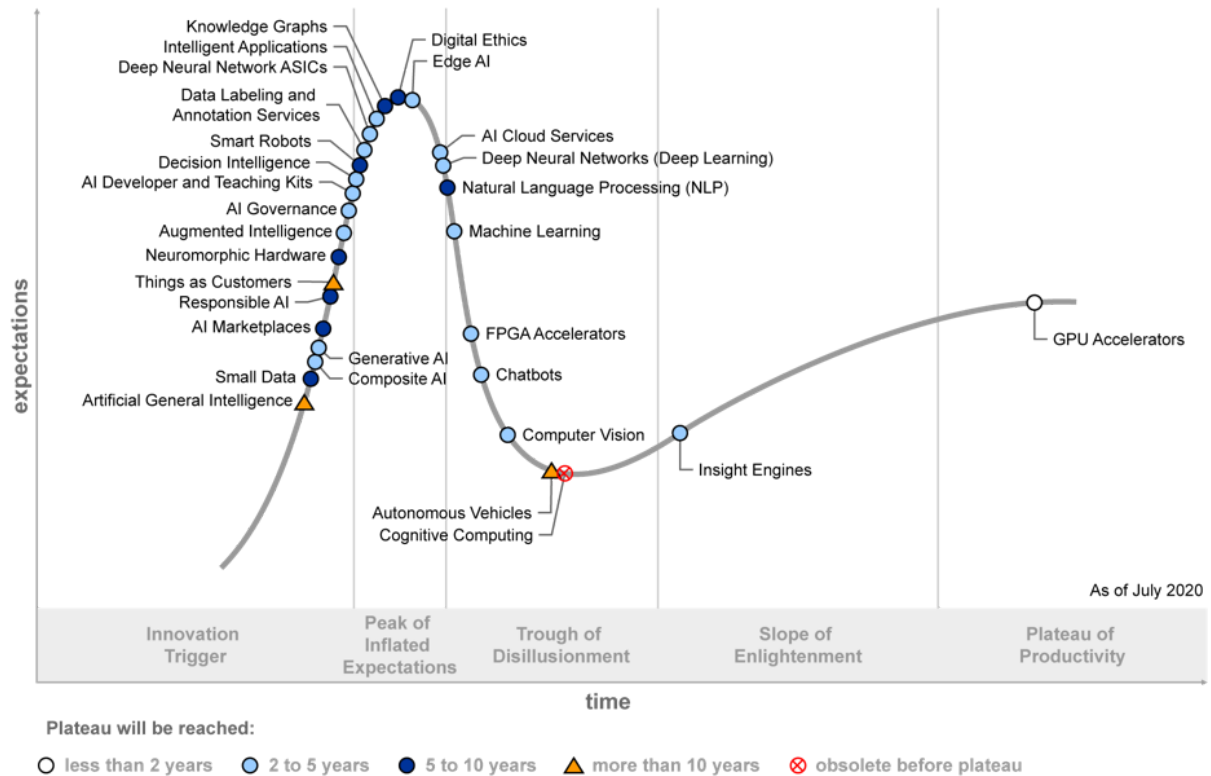 Knowledge Graphs
Intelligent Applications
Deep Neural Network ASICs
Data Labeling and
Annotation Services
Smart Robots
Decision Intelligence
AI Developer and Teaching Kits
AI Governance
Augmented Intelligence
Neuromorphic Hardware
Things as Customers
Responsible AI
AI Marketplaces
Generative AI
Composite AI
Small Data
Artificial General Intelligence
Digital Ethics
Edge AI
AI Cloud Services
Deep Neural Networks (Deep Learning)
Natural Language Processing (NLP)
Machine Learning
FPGA Accelerators
Chatbots
Computer Vision
Autonomous Vehicles
Cognitive Computing
Insight Engines
GPU Accelerators
expectations
As of July 2020
Innovation
Trigger
Peak of
Inflated
Expectations
Trough of
Disillusionment
Slope of
Enlightenment
Plateau of
Productivity
time
Plateau will be reached:
less than 2 years
2 to 5 years
5 to 10 years
more than 10 years
obsolete before plateau